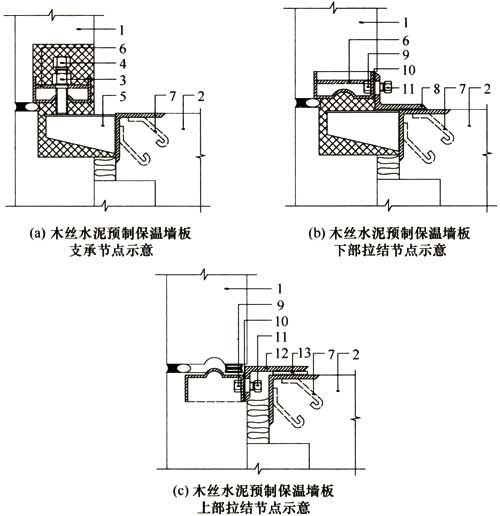 1
6
4
3
5 7 2
(a) 木丝水泥预制保温墙板
支承节点示意
1
6
9
10
11 8 7 2
(b) 木丝水泥预制保温墙板
下部拉结节点示意
1
9
10
11
12 13 7 2
(c) 木丝水泥预制保温墙板
上部拉结节点示意